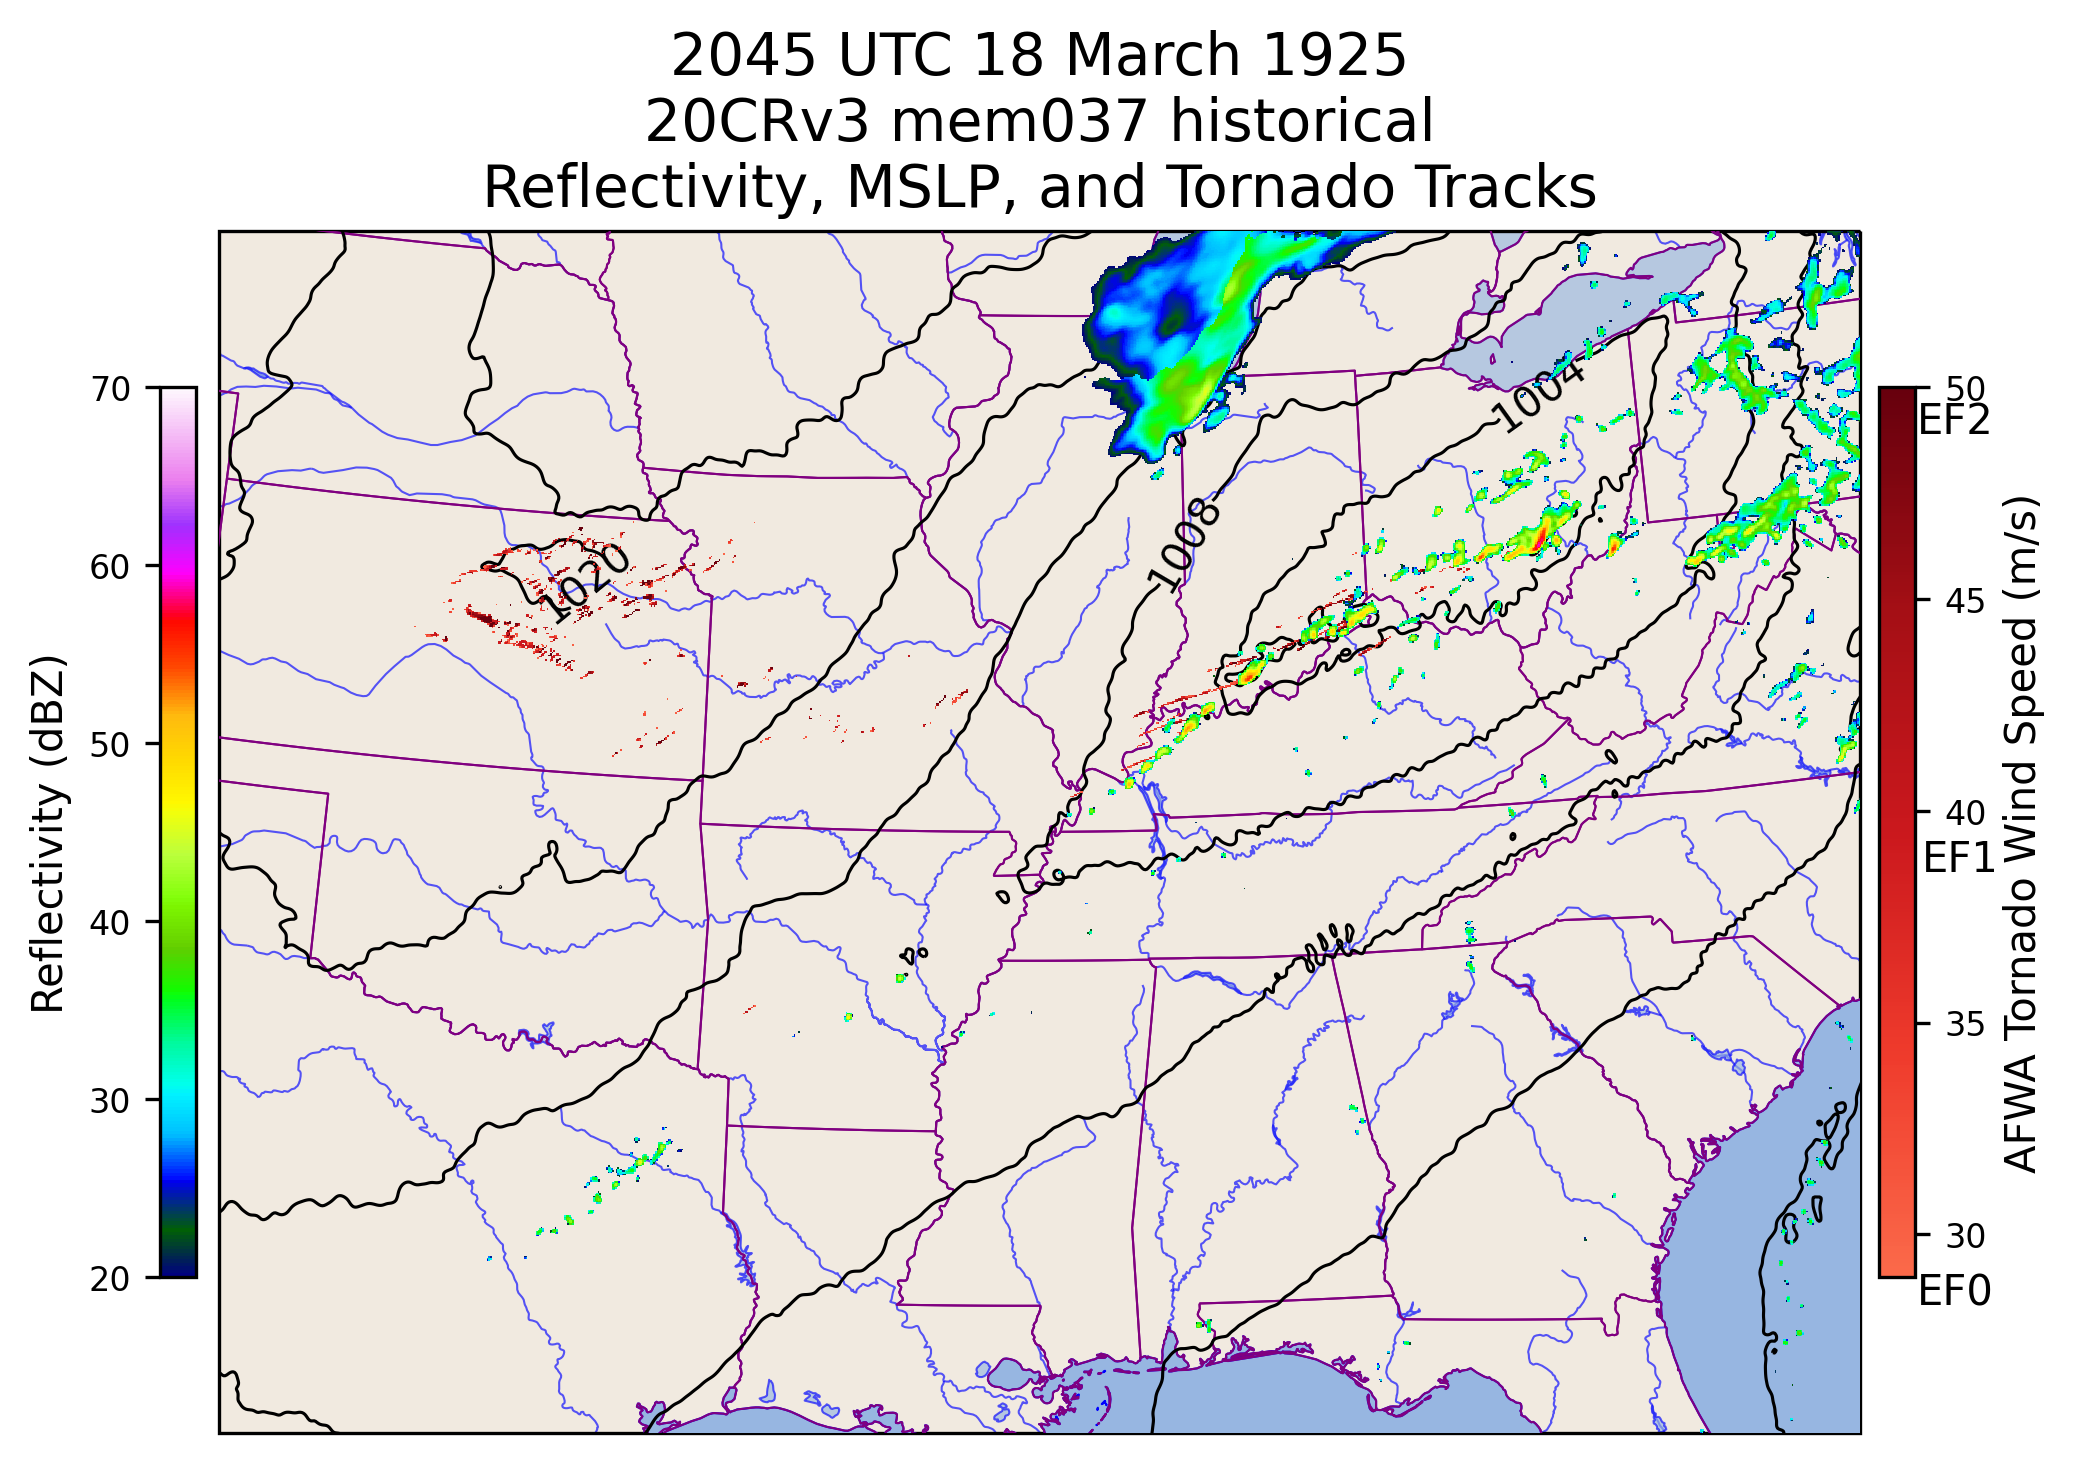 2045 UTC 18 March 1925
20CRv3 mem037 historical
Reflectivity, MSLP, and Tornado Tracks
1004
1008
1020
Reflectivity (dBZ)
70
60
50
40
30
20
50
EF2
45
40
EF1
35
30
EF0
AFWA Tornado Wind Speed (m/s)